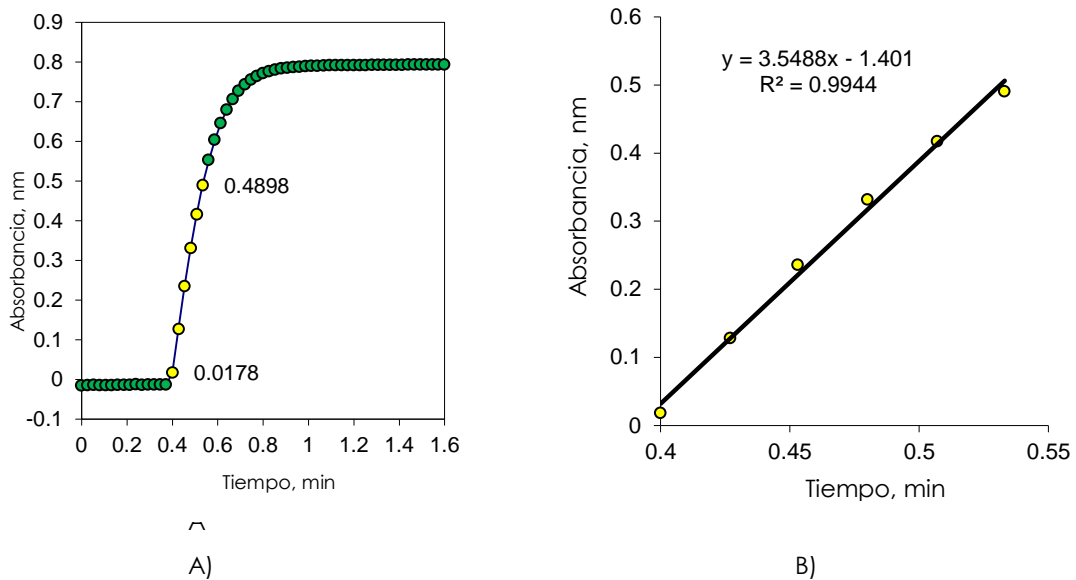 0.9
0.8
0.7
0.6
0.5
0.4
0.3
0.2
0.1
0
-0.1
Absorbancia, nm
0.4898
0.0178
0 0.2 0.4 0.6 0.8 1 1.2 1.4 1.6
Tiempo, min
A)
0.6
0.5
0.4
0.3
0.2
0.1
0
Absorbancia, nm
y = 3.5488x - 1.401
R² = 0.9944
0.4 0.45 0.5 0.55
Tiempo, min
B)